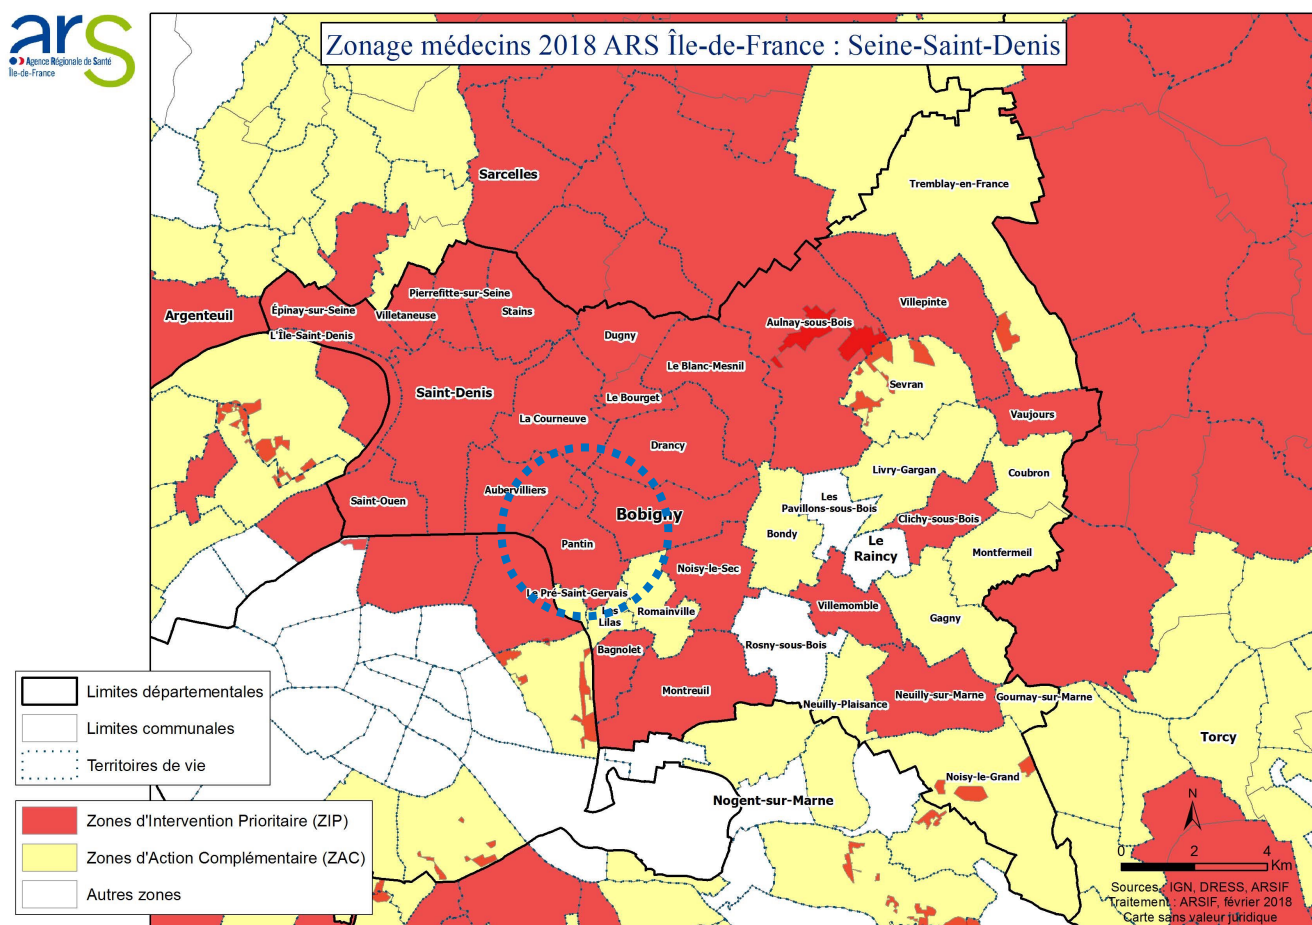 arS
Agence Régionale de Santé
Île-de-France
Zonage médecins 2018 ARS Île-de-France : Seine-Saint-Denis
Sarcelles
Tremblay-en-France
Argenteuil
Épinay-sur-Seine
Pierrefitte-sur-Seine
Villetaneuse
Stains
Villepinte
L'Île-Saint-Denis
Dugny
Aulnay-sous-Bois
Le Blanc-Mesnil
Saint-Denis
Sevran
Le Bourget
La Courneuve
Vaujours
Drancy
Livry-Gargan
Coubron
Saint-Ouen
Aubervilliers
Les
Pavillons-sous-Bois
Bobigny
Clichy-sous-Bois
Bondy
Le
Raincy
Pantin
Montfermeil
Noisy-le-Sec
Le Pré-Saint-Gervais
Les
Lilas
Romainville
Villemomble
Gagny
Bagnolet
Rosny-sous-Bois
Montreuil
Neuilly-Plaisance
Neuilly-sur-Marne
Gournay-sur-Marne
Torcy
Noisy-le-Grand
Nogent-sur-Marne
Limites départementales
Limites communales
Territoires de vie
Zones d'Intervention Prioritaire (ZIP)
Zones d'Action Complémentaire (ZAC)
Autres zones
N
0 2 4
Km
Sources : IGN, DRESS, ARSIF
Traitement : ARSIF, février 2018
Carte sans valeur juridique